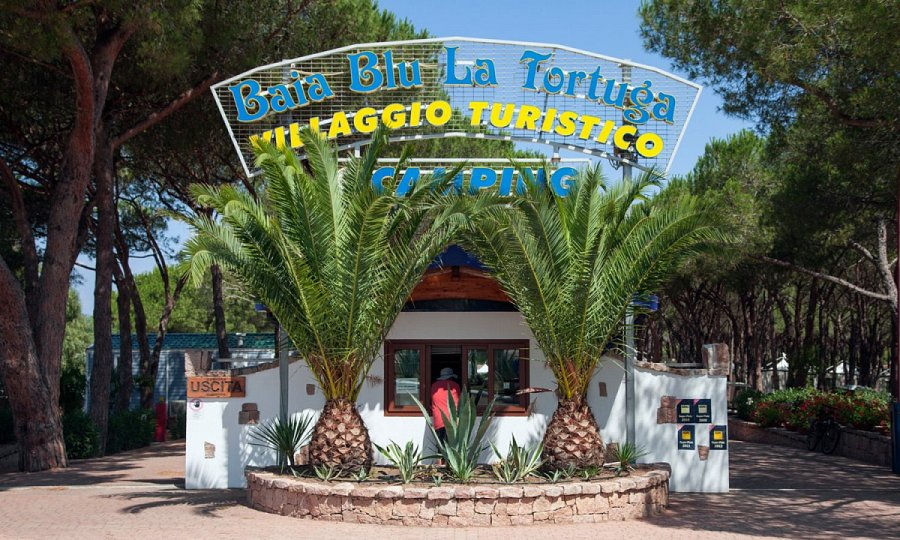 Baia Blu La Tortuga
VILLAGGIO TURISTICO
CAMPING
USCITA